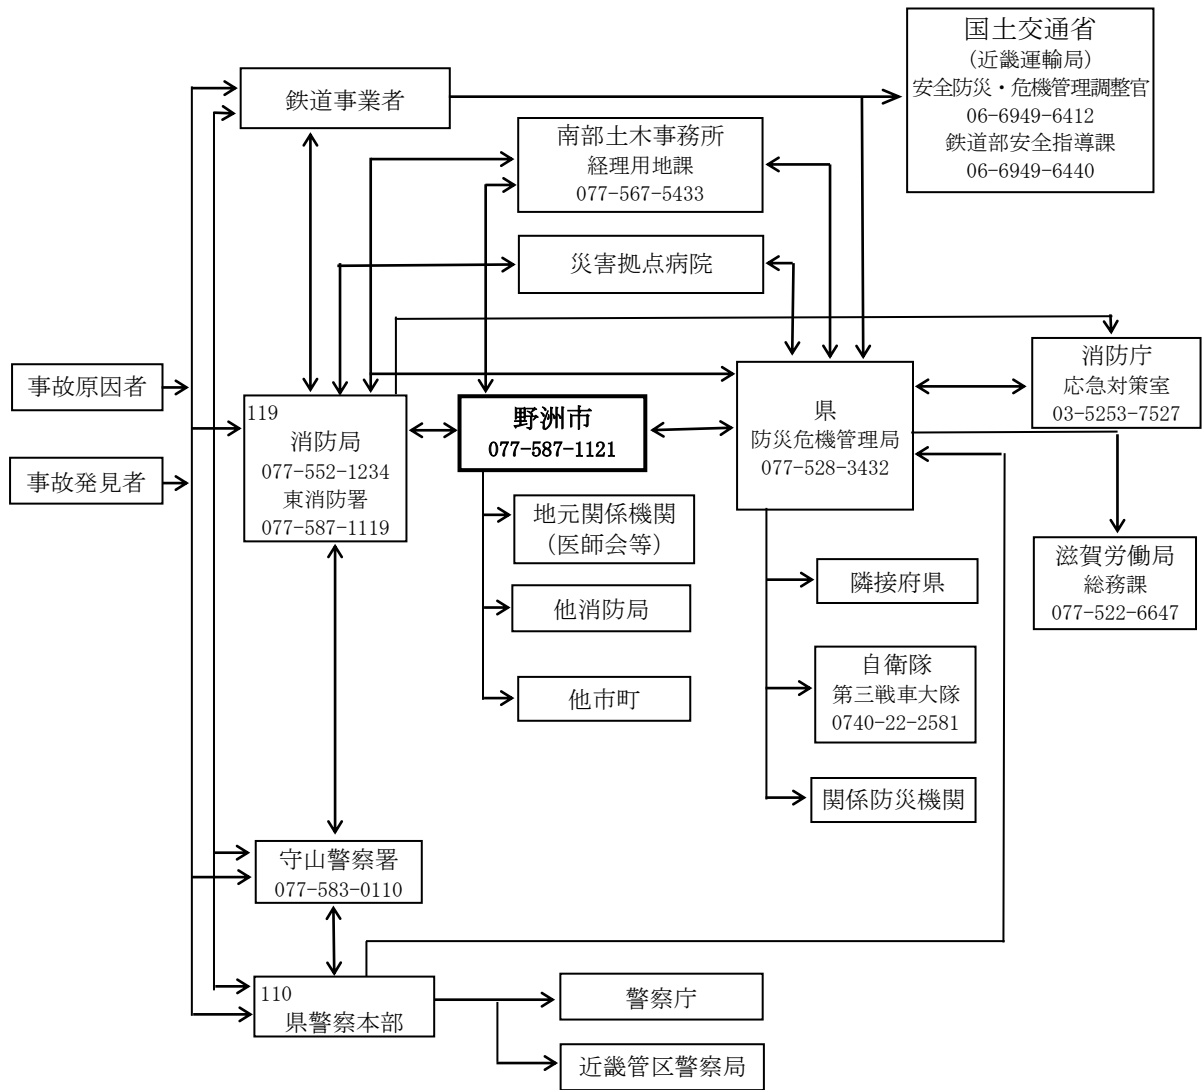 国土交通省
(近畿運輸局)
安全防災・危機管理調整官
06-6949-6412
鉄道部安全指導課
06-6949-6440
鉄道事業者
南部土木事務所
経理用地課
077-567-5433
災害拠点病院
事故原因者
事故発見者
119
消防局
077-552-1234
東消防署
077-587-1119
野洲市
077-587-1121
県
防災危機管理局
077-528-3432
消防庁
応急対策室
03-5253-7527
地元関係機関
(医師会等)
他消防局
他市町
隣接府県
自衛隊
第三戦車大隊
0740-22-2581
関係防災機関
滋賀労働局
総務課
077-522-6647
守山警察署
077-583-0110
110
県警察本部
警察庁
近畿管区警察局